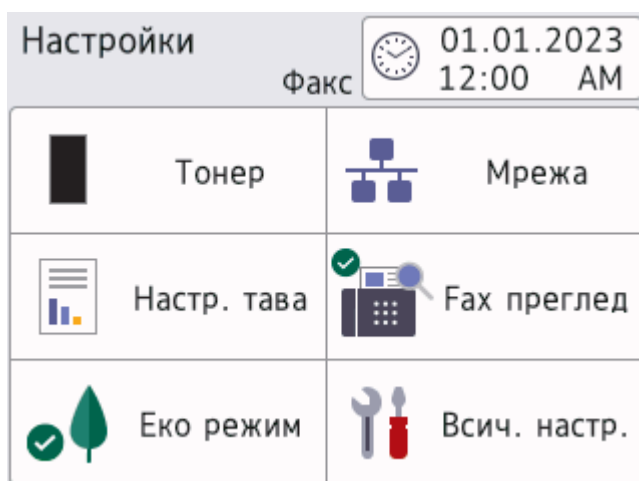 Настройки
Факс
01.01.2023
12:00 AM
Тонер
Мрежа
Настр. тава
Fax преглед
Еко режим
Всич. настр.